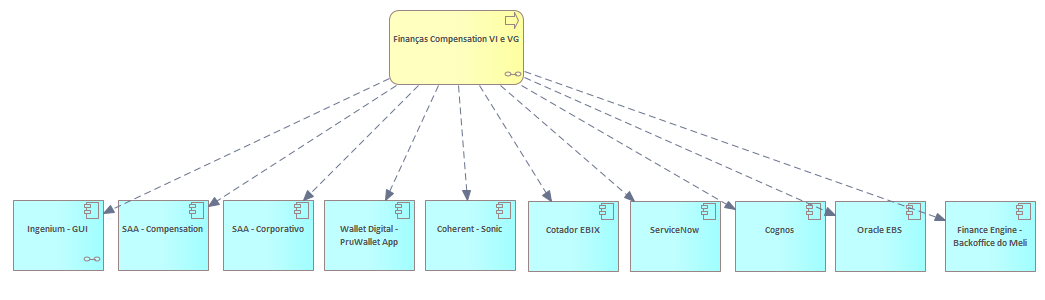 Finanças Compensation VI e VG
Ingenium - GUI
SAA - Compensation
SAA - Corporativo
Wallet Digital -
PruWallet App
Coherent - Sonic
Cotador EBIX
ServiceNow
Cognos
Oracle EBS
Finance Engine -
Backoffice do Meli